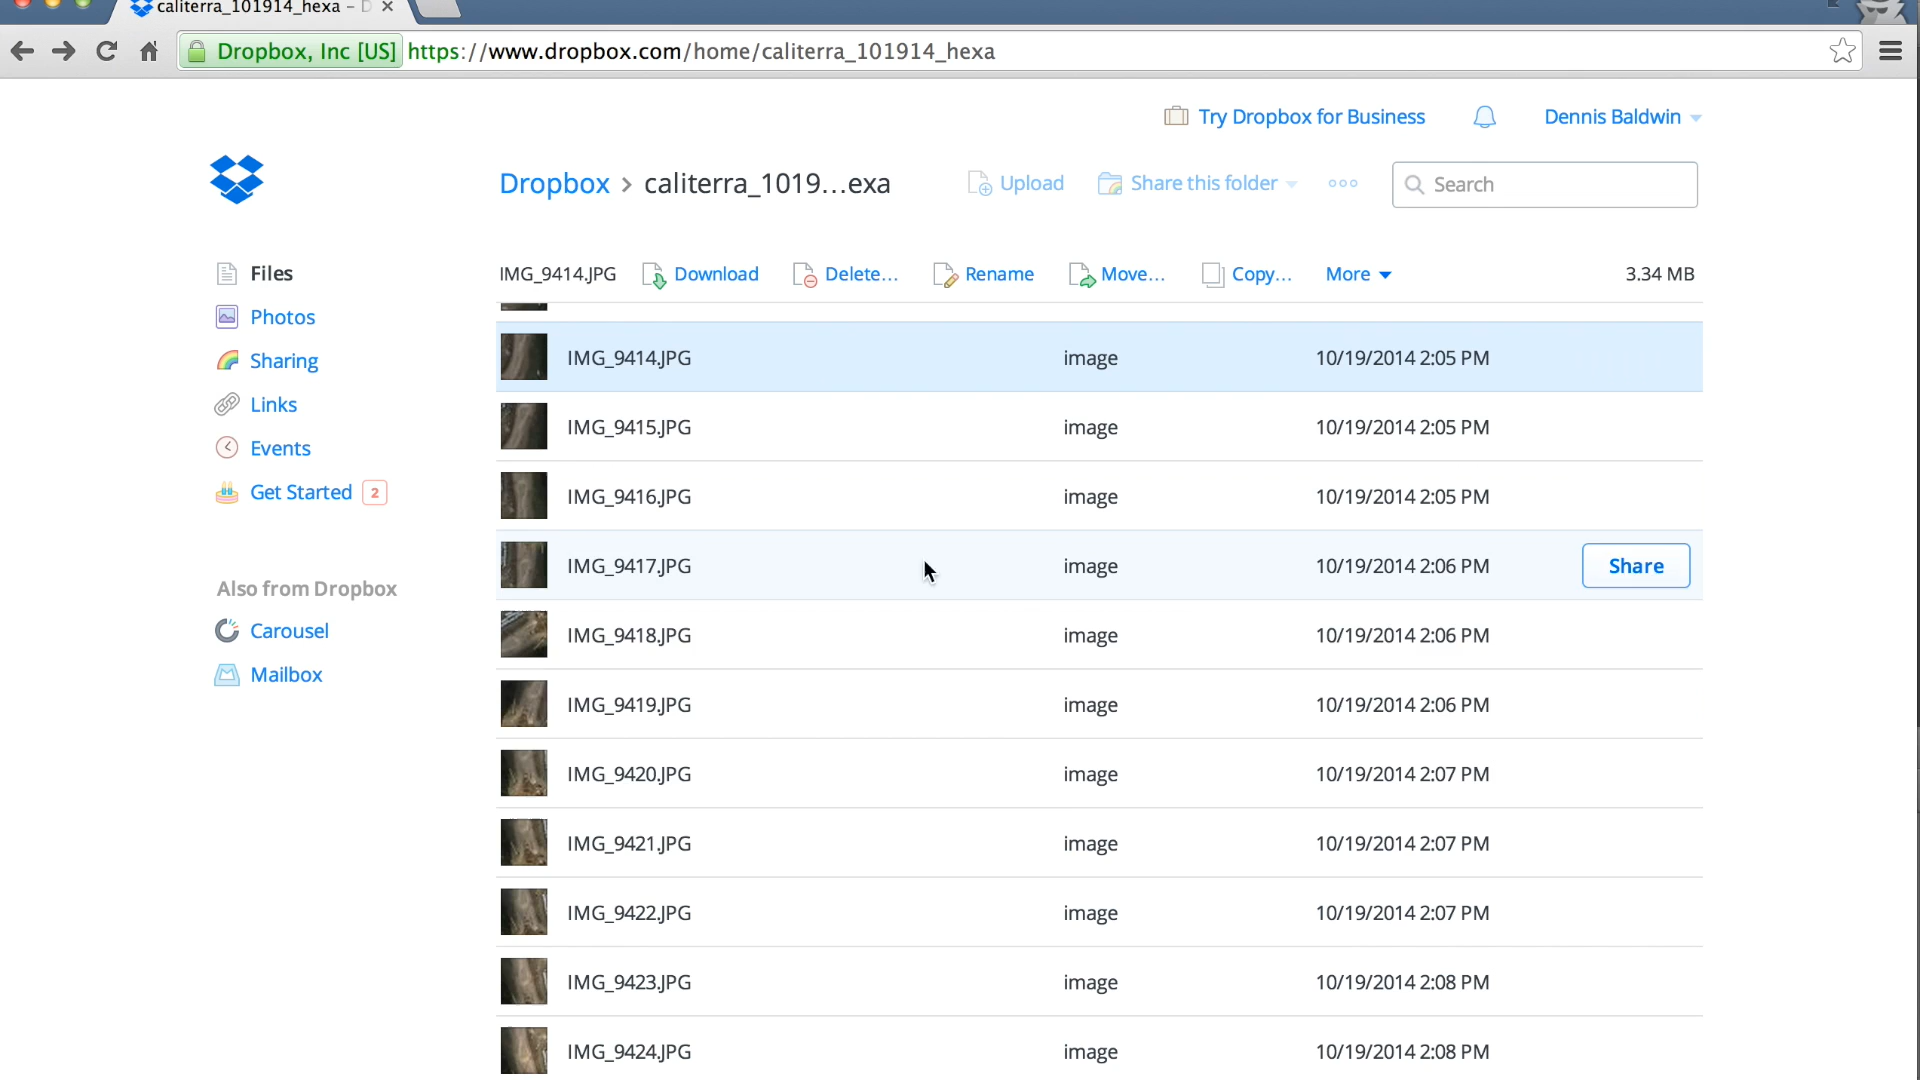 caliterra_101914_hexa –
Dropbox, Inc [US] https://www.dropbox.com/home/caliterra_101914_hexa
Try Dropbox for Business
Dennis Baldwin
Dropbox > caliterra_1019...exa
Upload
Share this folder
Search
Files
Photos
Sharing
Links
Events
Get Started 2
Also from Dropbox
Carousel
Mailbox
IMG_9414.JPG Download Delete... Rename Move... Copy... More 3.34 MB
IMG_9414.JPG image 10/19/2014 2:05 PM
IMG_9415.JPG image 10/19/2014 2:05 PM
IMG_9416.JPG image 10/19/2014 2:05 PM
IMG_9417.JPG image 10/19/2014 2:06 PM Share
IMG_9418.JPG image 10/19/2014 2:06 PM
IMG_9419.JPG image 10/19/2014 2:06 PM
IMG_9420.JPG image 10/19/2014 2:07 PM
IMG_9421.JPG image 10/19/2014 2:07 PM
IMG_9422.JPG image 10/19/2014 2:07 PM
IMG_9423.JPG image 10/19/2014 2:08 PM
IMG_9424.JPG image 10/19/2014 2:08 PM